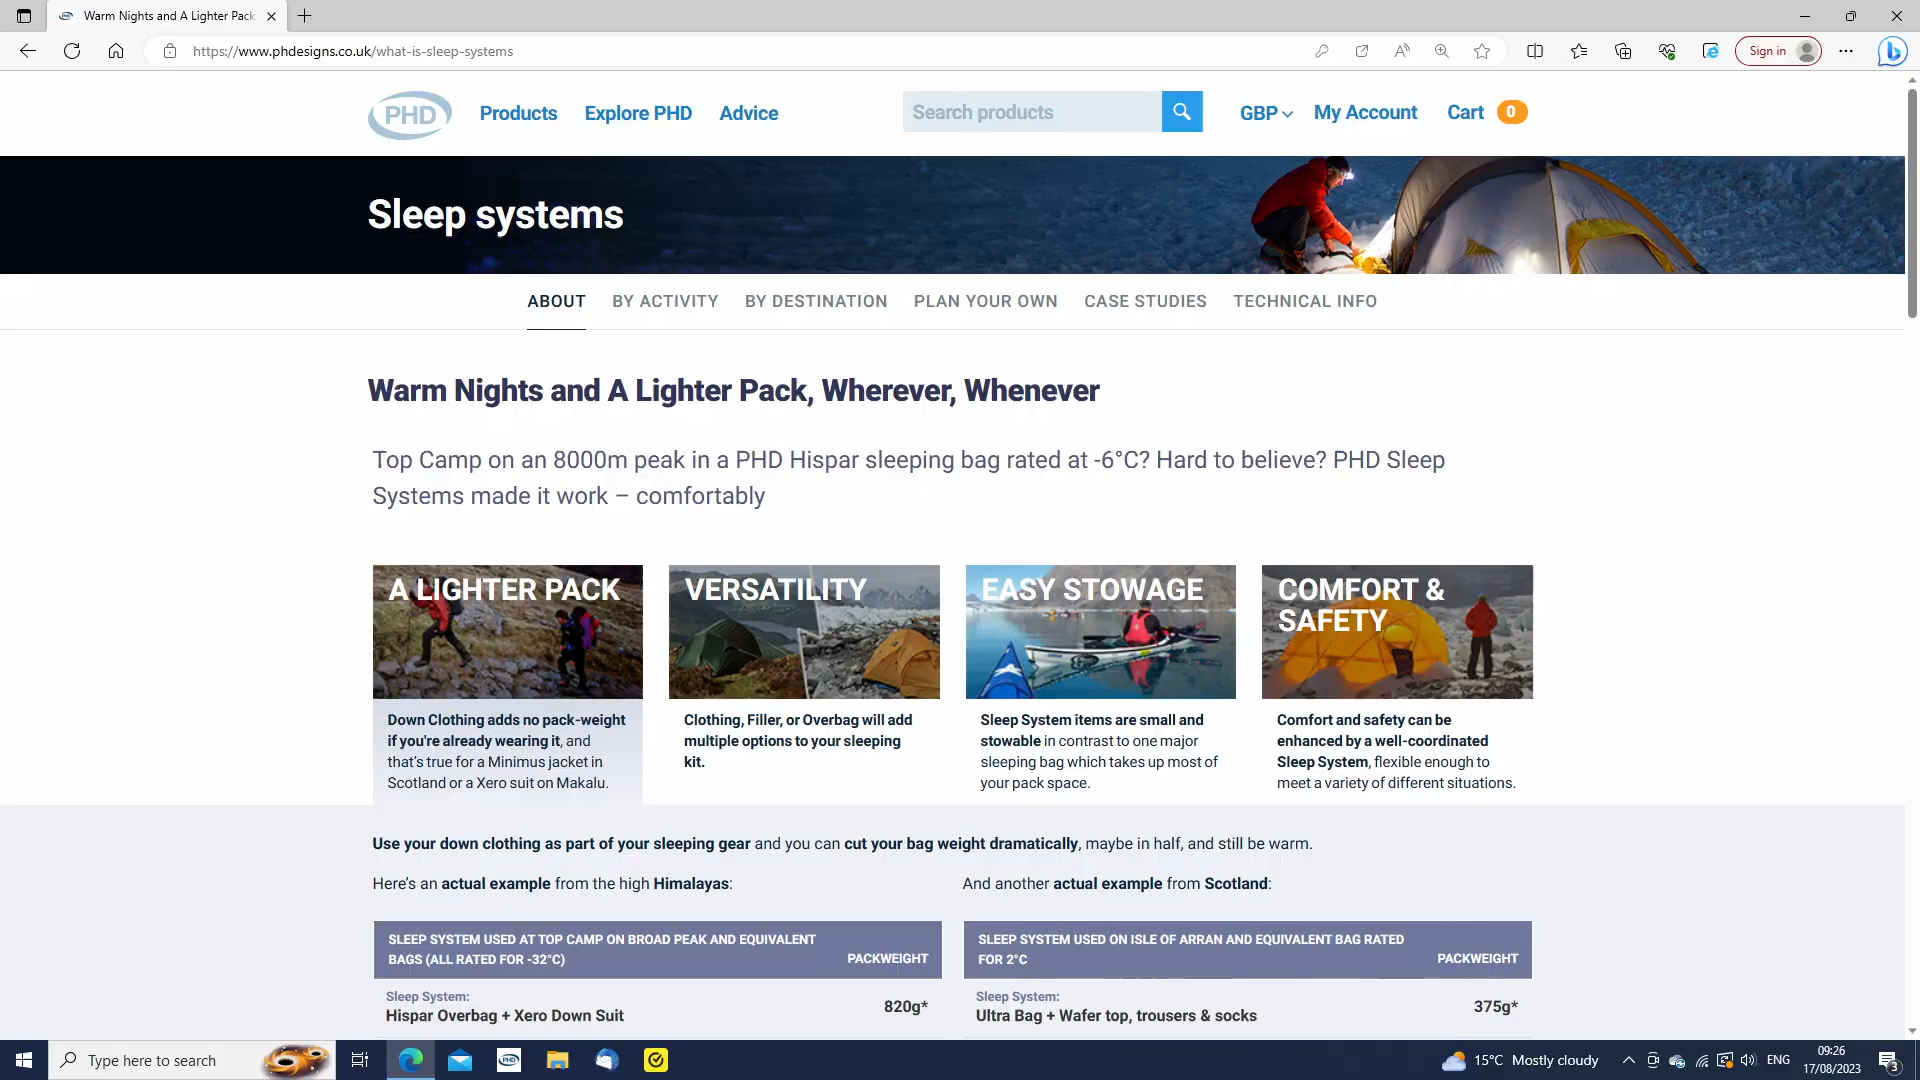 Warm Nights and A Lighter Pack
https://www.phdesigns.co.uk/what-is-sleep-systems
Sign in
PHD
Products
Explore PHD
Advice
Search products
GBP
My Account
Cart
0
Sleep systems
ABOUT
BY ACTIVITY
BY DESTINATION
PLAN YOUR OWN
CASE STUDIES
TECHNICAL INFO
Warm Nights and A Lighter Pack, Wherever, Whenever
Top Camp on an 8000m peak in a PHD Hispar sleeping bag rated at -6°C? Hard to believe? PHD Sleep
Systems made it work – comfortably
A LIGHTER PACK
Down Clothing adds no pack-weight
if you're already wearing it, and
that's true for a Minimus jacket in
Scotland or a Xero suit on Makalu.
VERSATILITY
Clothing, Filler, or Overbag will add
multiple options to your sleeping
kit.
EASY STOWAGE
Sleep System items are small and
stowable in contrast to one major
sleeping bag which takes up most of
your pack space.
COMFORT &
SAFETY
Comfort and safety can be
enhanced by a well-coordinated
Sleep System, flexible enough to
meet a variety of different situations.
Use your down clothing as part of your sleeping gear and you can cut your bag weight dramatically, maybe in half, and still be warm.
Here's an actual example from the high Himalayas:
SLEEP SYSTEM USED AT TOP CAMP ON BROAD PEAK AND EQUIVALENT
BAGS (ALL RATED FOR -32°C)
PACKWEIGHT
Sleep System:
Hispar Overbag + Xero Down Suit
820g*
And another actual example from Scotland:
SLEEP SYSTEM USED ON ISLE OF ARRAN AND EQUIVALENT BAG RATED
FOR 2°C
PACKWEIGHT
Sleep System:
Ultra Bag + Wafer top, trousers & socks
375g*
Type here to search
PHD
15°C Mostly cloudy
ENG
09:26
17/08/2023
3